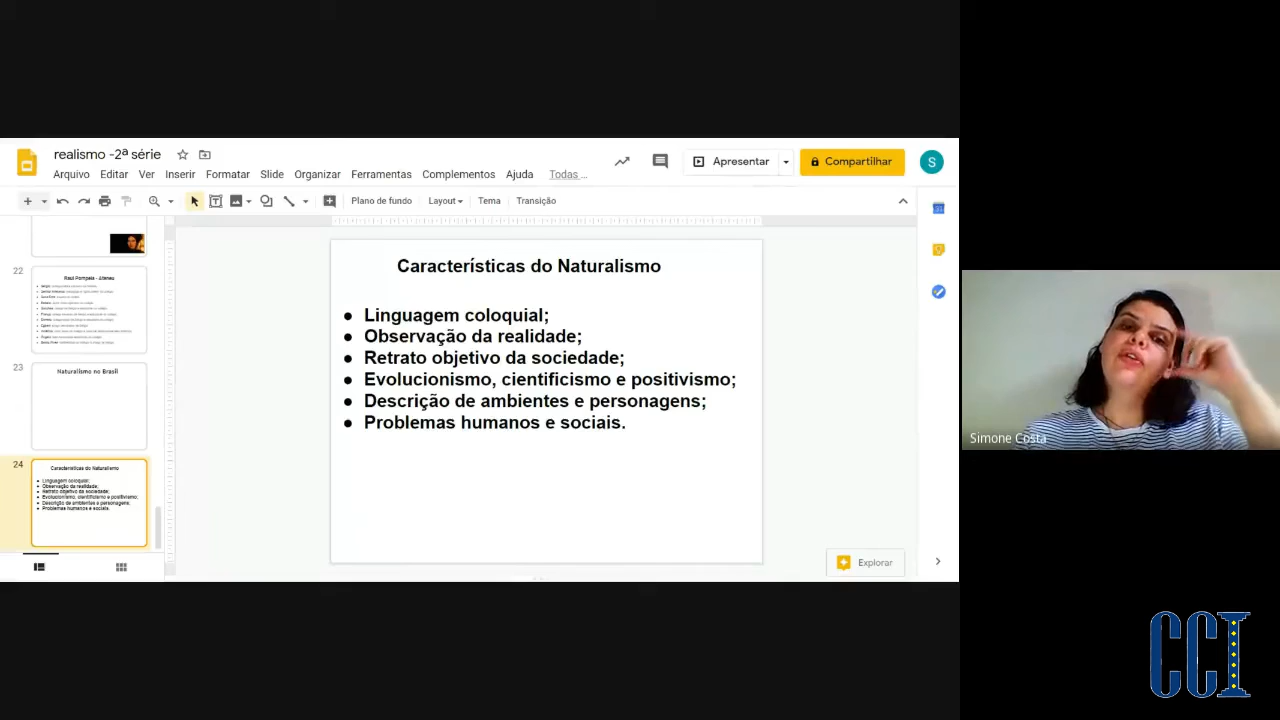 realismo -2ª série
Arquivo Editar Ver Inserir Formatar Slide Organizar Ferramentas Complementos Ajuda Todas ...
Apresentar
Compartilhar
S
Plano de fundo Layout Tema Transição
22
Raul Pompeia - Ateneu
23
Naturalismo no Brasil
24
Características do Naturalismo
Linguagem coloquial;
Observação da realidade;
Retrato objetivo da sociedade;
Evolucionismo, cientificismo e positivismo;
Descrição de ambientes e personagens;
Problemas humanos e sociais.
Características do Naturalismo
● Linguagem coloquial;
● Observação da realidade;
● Retrato objetivo da sociedade;
● Evolucionismo, cientificismo e positivismo;
● Descrição de ambientes e personagens;
● Problemas humanos e sociais.
Explorar
Simone Costa
CCI